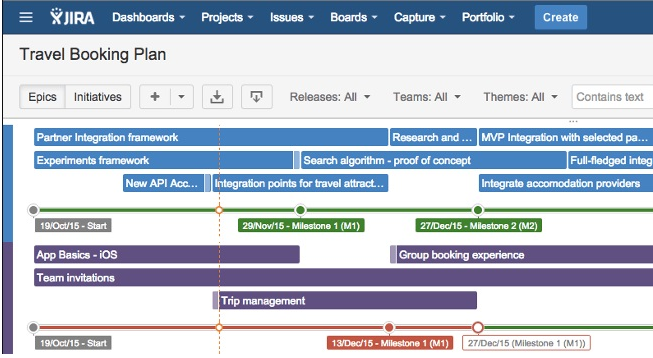 JIRA Dashboards Projects Issues Boards Capture Portfolio Create
Travel Booking Plan
Epics Initiatives + Releases: All Teams: All Themes: All Contains text
...
Partner Integration framework Research and ... MVP Integration with selected pa...
Experiments framework Search algorithm - proof of concept Full-fledged integ
New API Acc... Integration points for travel attract... Integrate accomodation providers
19/Oct/15 - Start 29/Nov/15 - Milestone 1 (M1) 27/Dec/15 - Milestone 2 (M2)
App Basics - iOS Group booking experience
Team invitations
Trip management
19/Oct/15 - Start 13/Dec/15 - Milestone 1 (M1) 27/Dec/15 (Milestone 1 (M1))